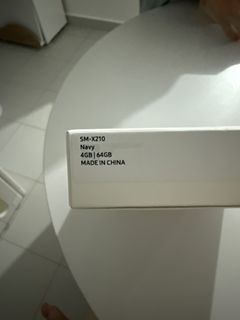 SM-X210
Navy
4GB | 64GB
MADE IN CHINA